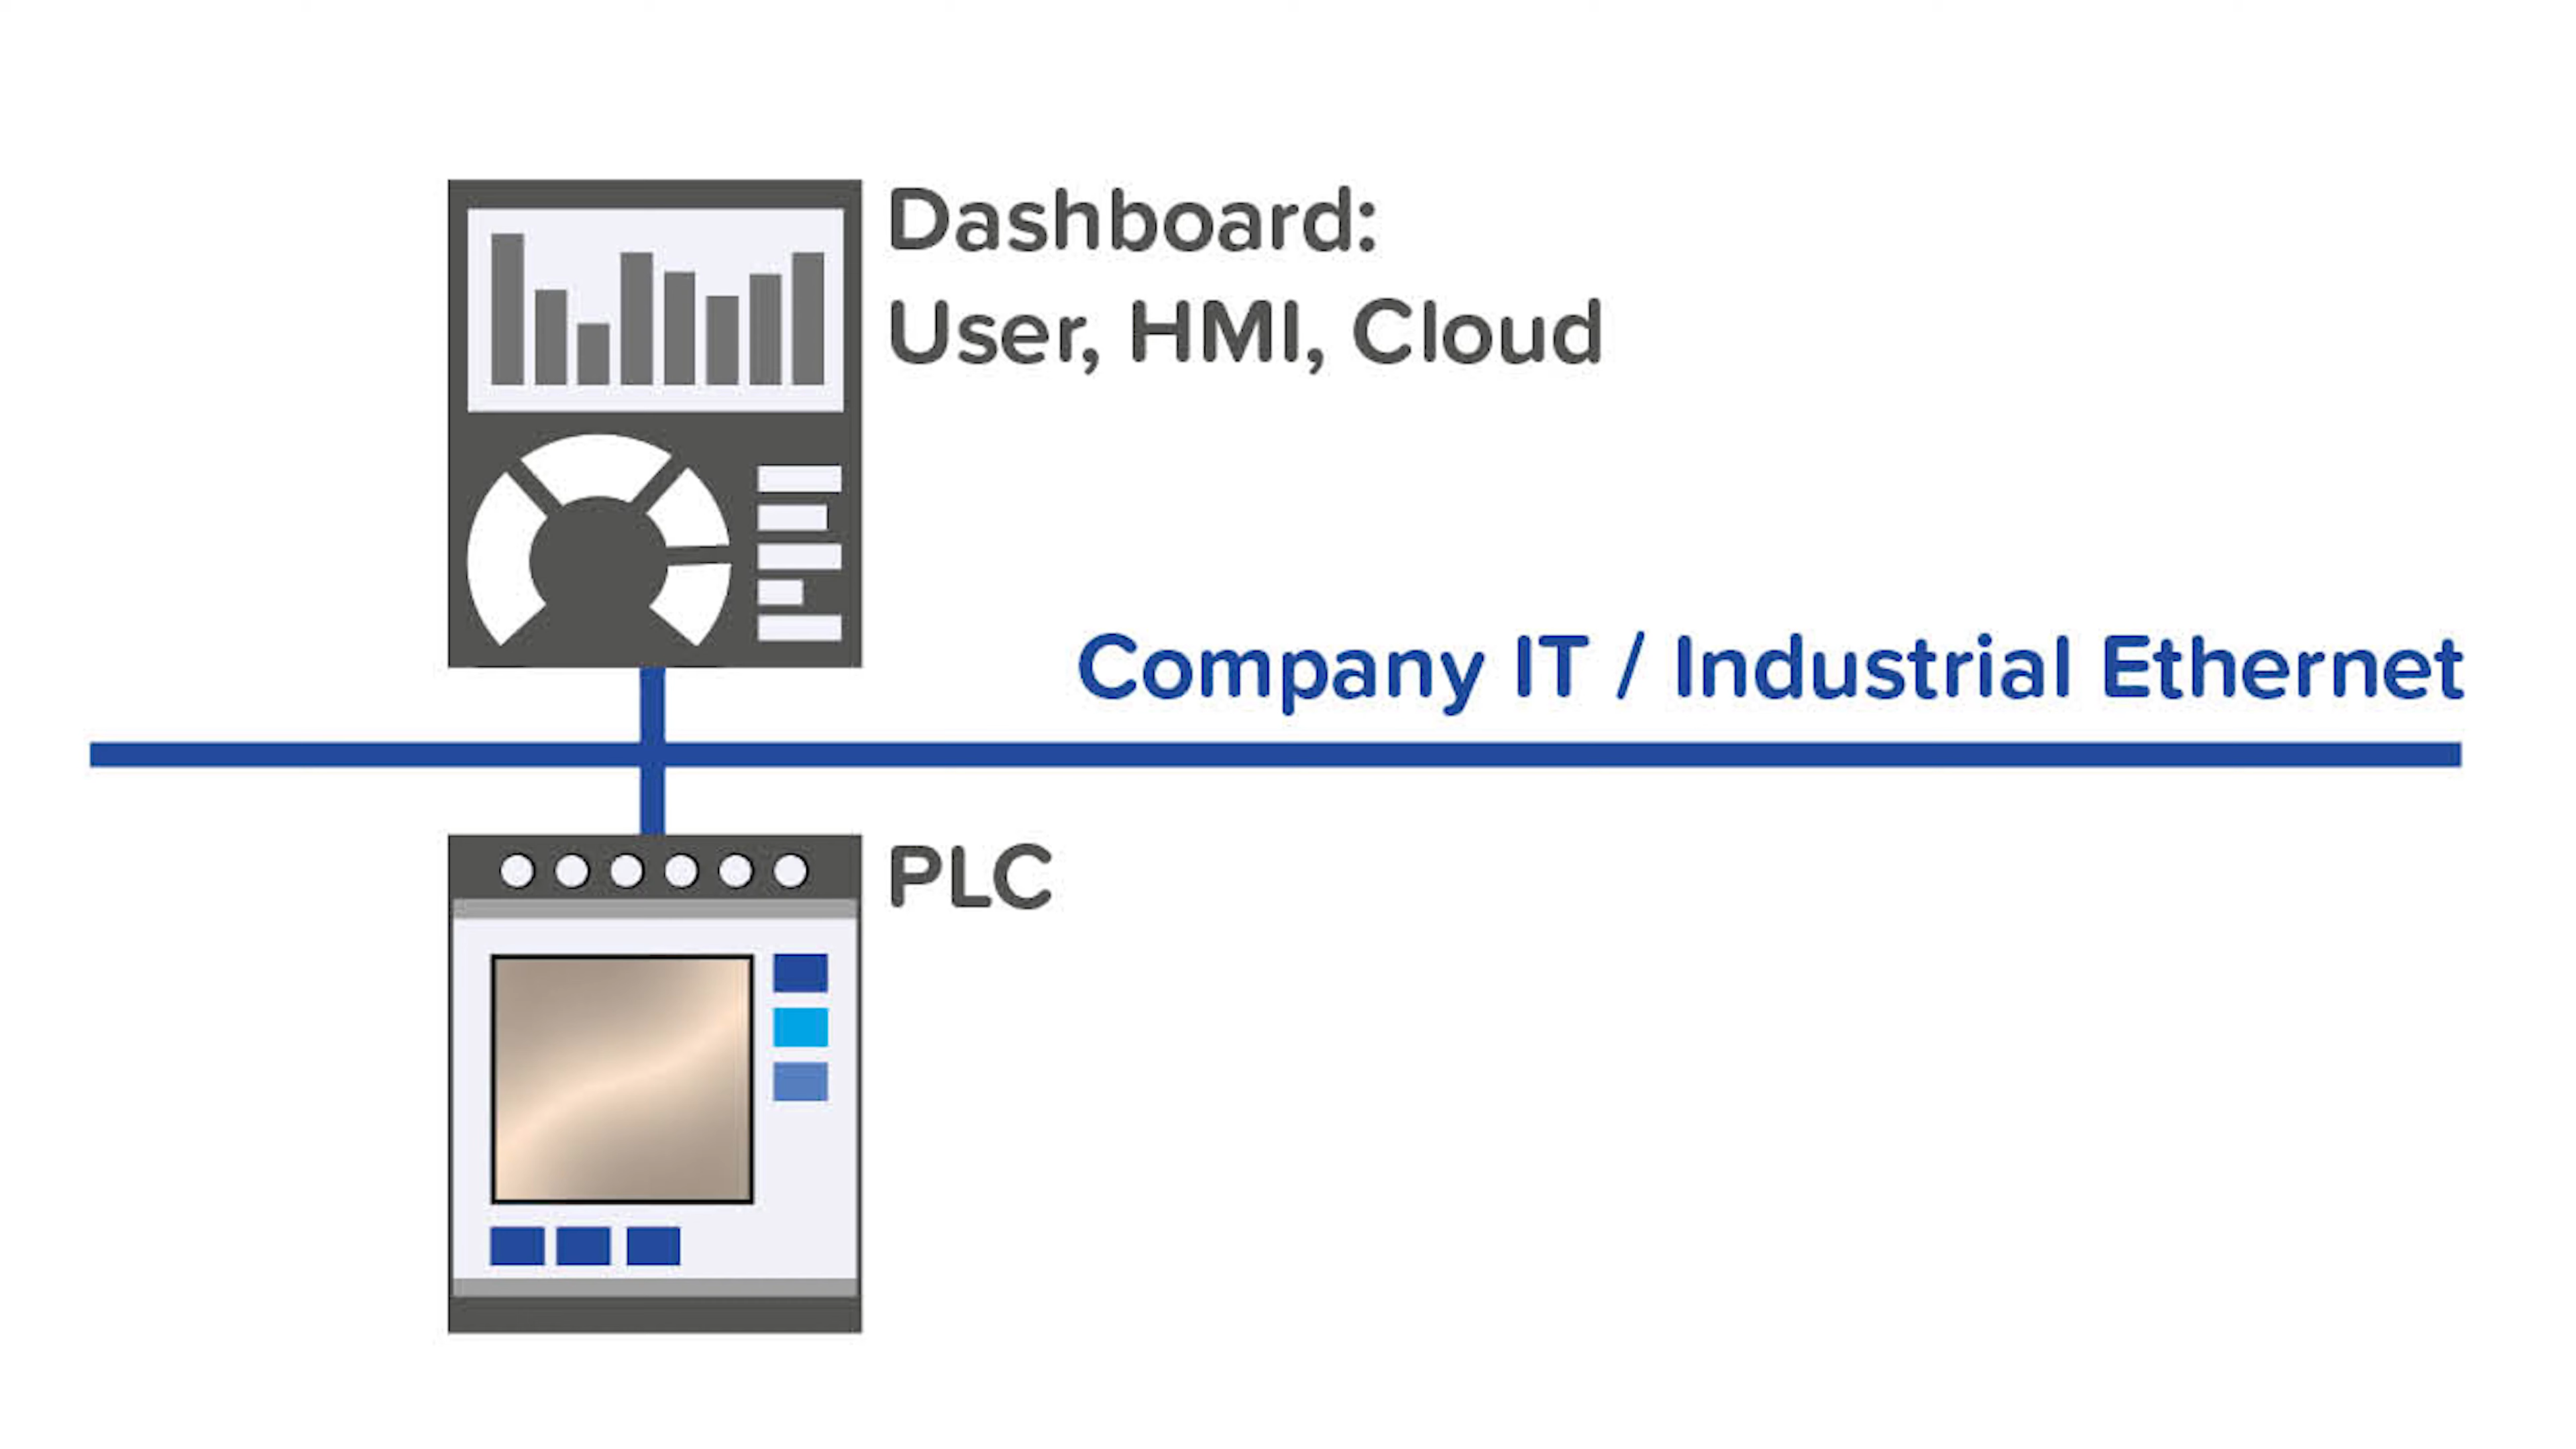 Dashboard:
User, HMI, Cloud
Company IT / Industrial Ethernet
PLC